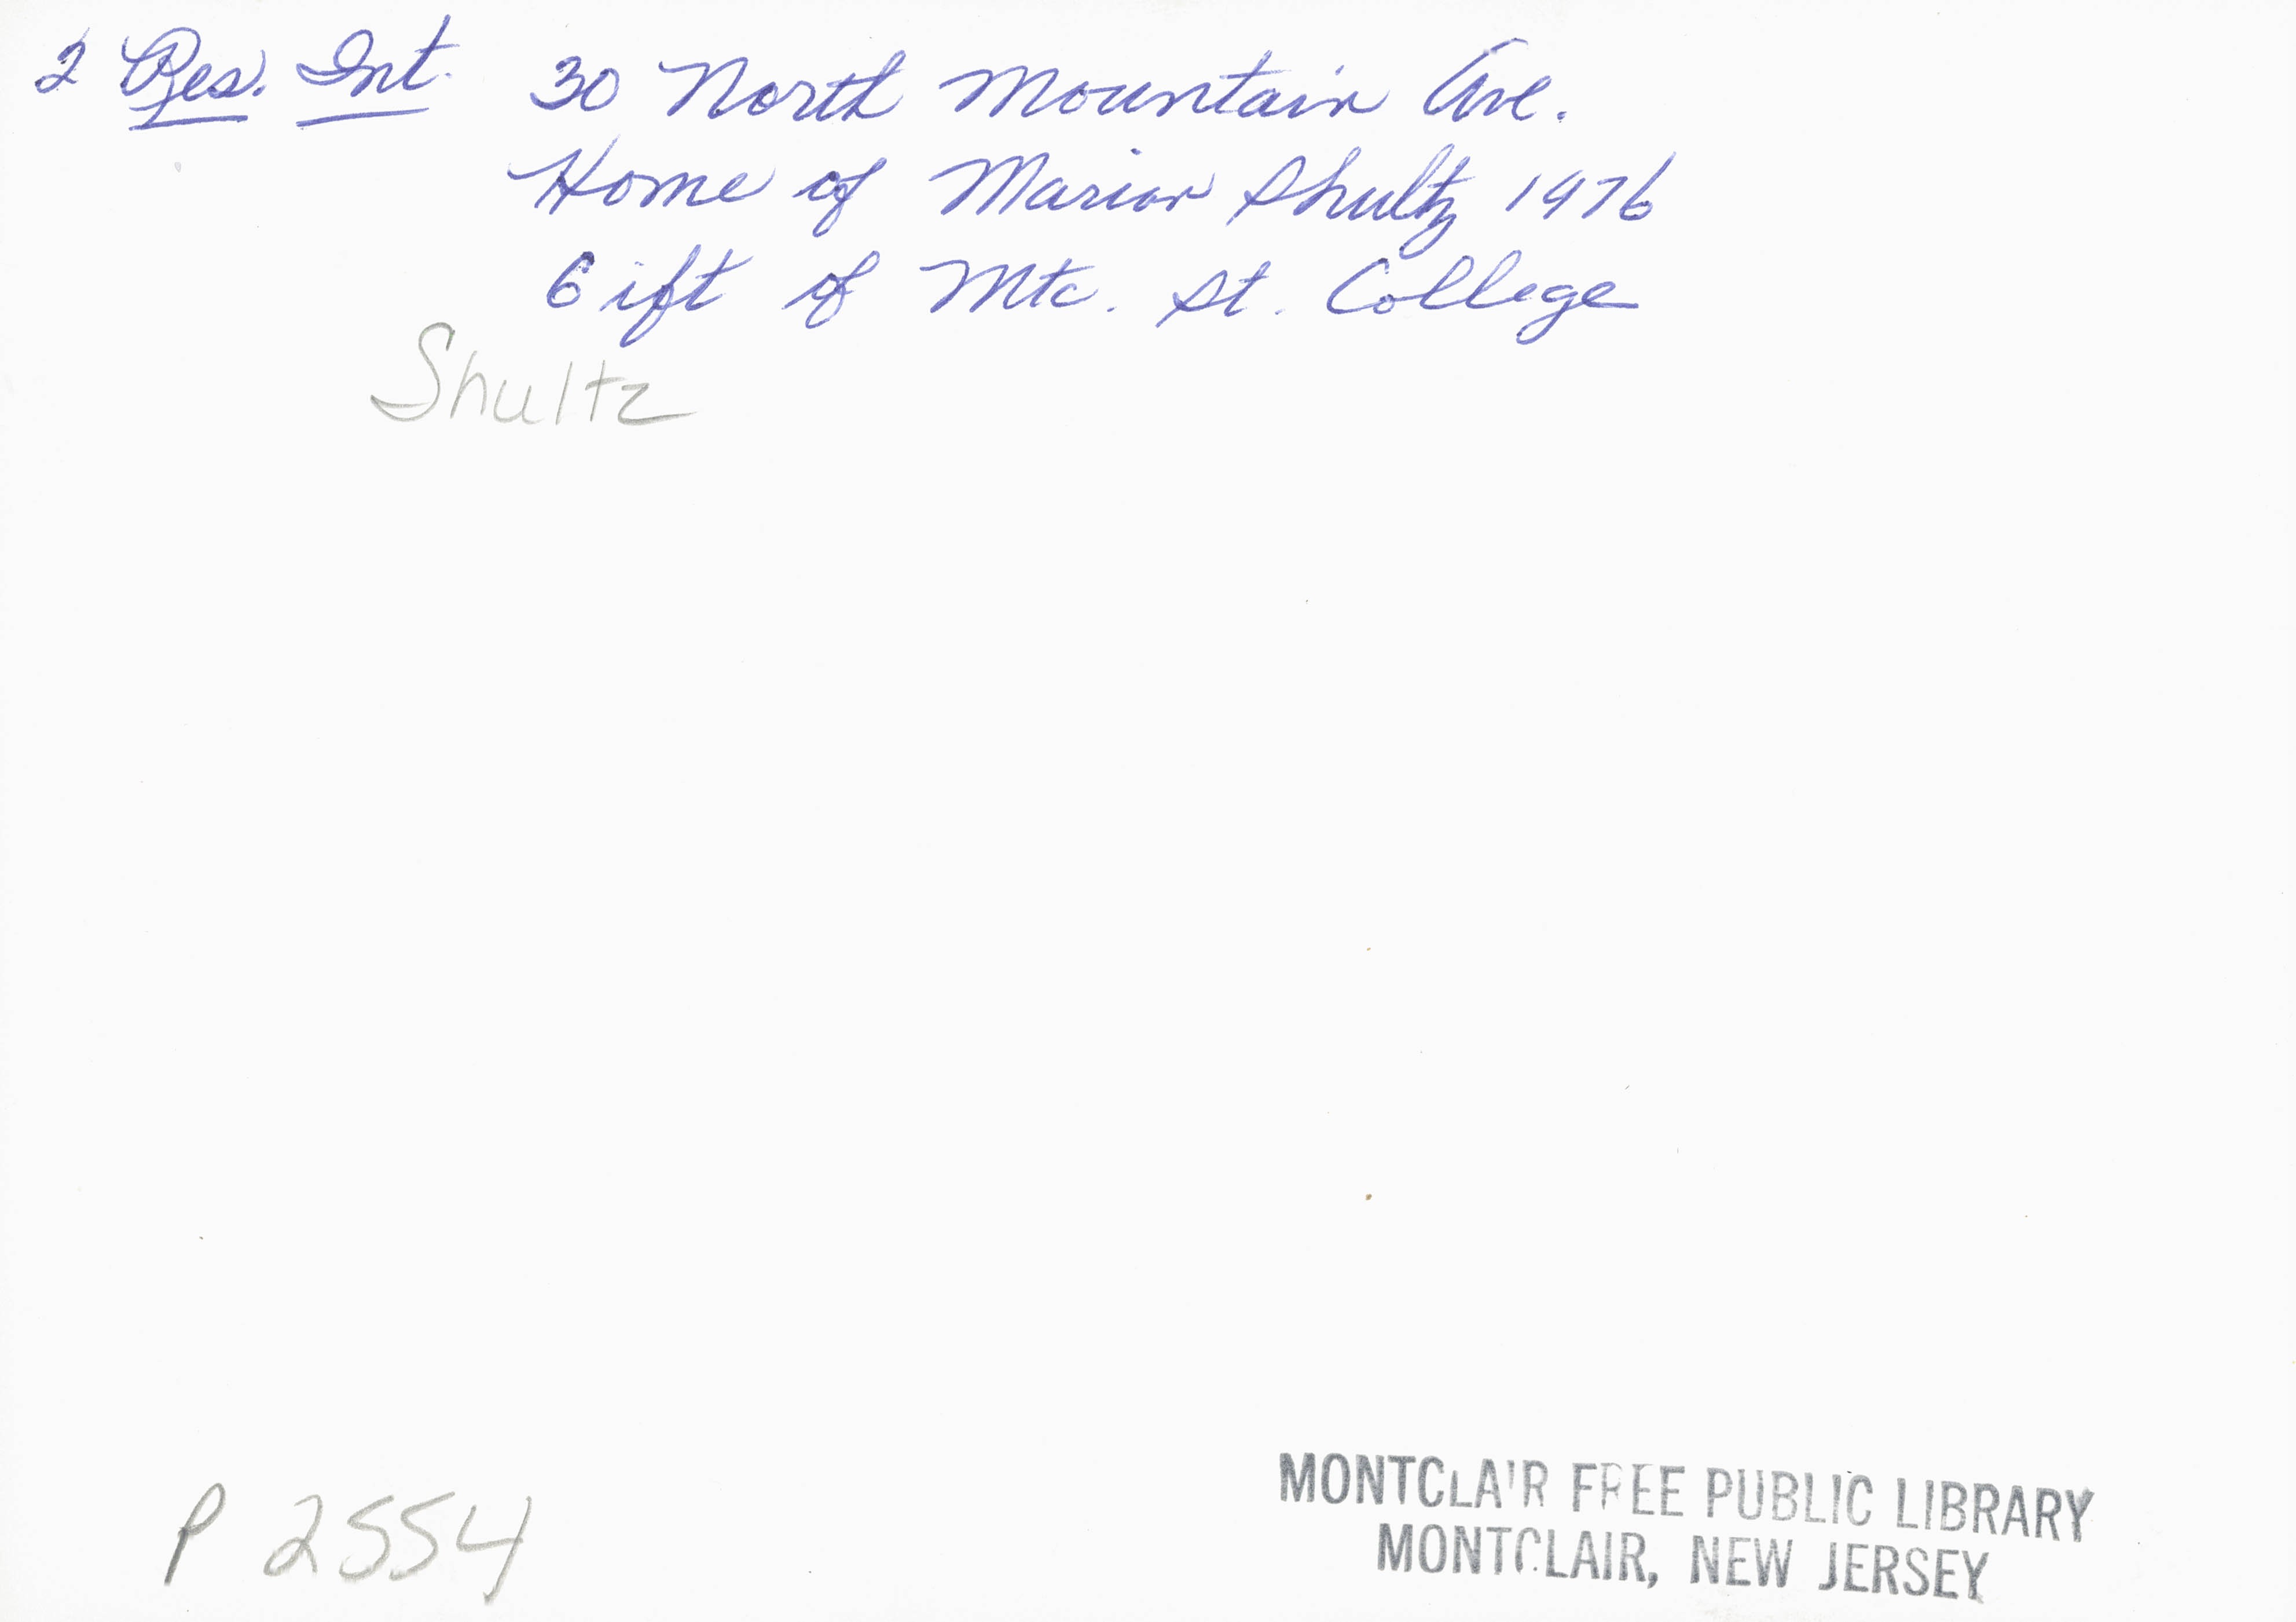 2 Res. Int. 30 North Mountain Ave.
Home of Marion Shultz 1976
Gift of Mtc. St. College
Shultz
P 2554
MONTCLAIR FREE PUBLIC LIBRARY
MONTCLAIR, NEW JERSEY